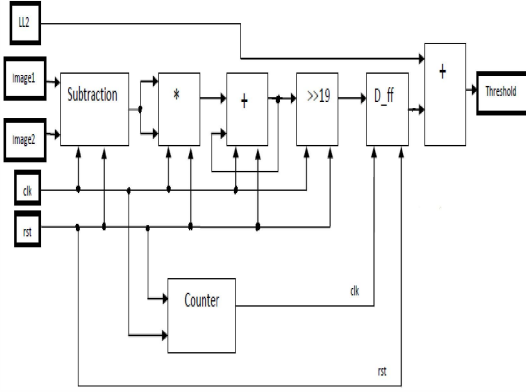 LL2
Image1
Image2
clk
rst
Subtraction
*
+
>>19
D_ff
+
Threshold
Counter
clk
rst